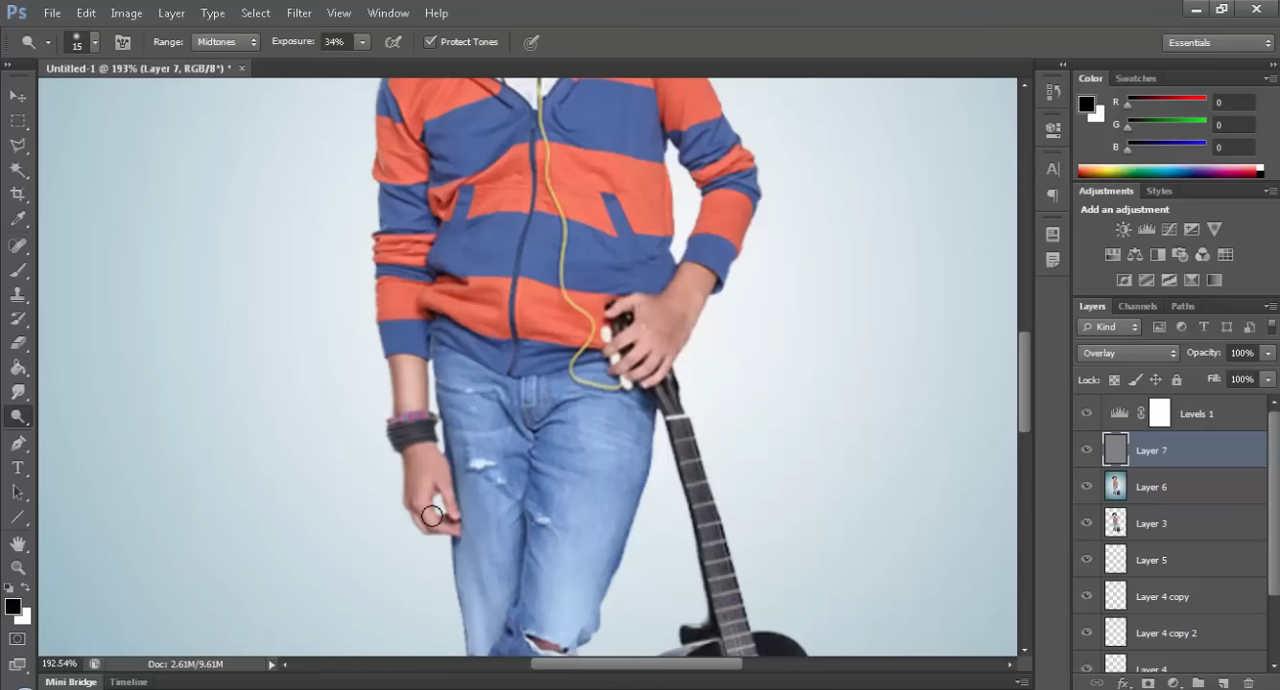 Ps File Edit Image Layer Type Select Filter View Window Help
15 Range: Midtones Exposure: 34% Protect Tones Essentials
Untitled-1 @ 193% (Layer 7, RGB/8*) * ×
Color Swatches
R 0
G 0
B 0
Adjustments Styles
Add an adjustment
Layers Channels Paths
Kind
Overlay Opacity: 100%
Lock: Fill: 100%
Levels 1
Layer 7
Layer 6
Layer 3
Layer 5
Layer 4 copy
Layer 4 copy 2
Layer 4
192.54% Doc: 2.61M/9.61M
Mini Bridge Timeline